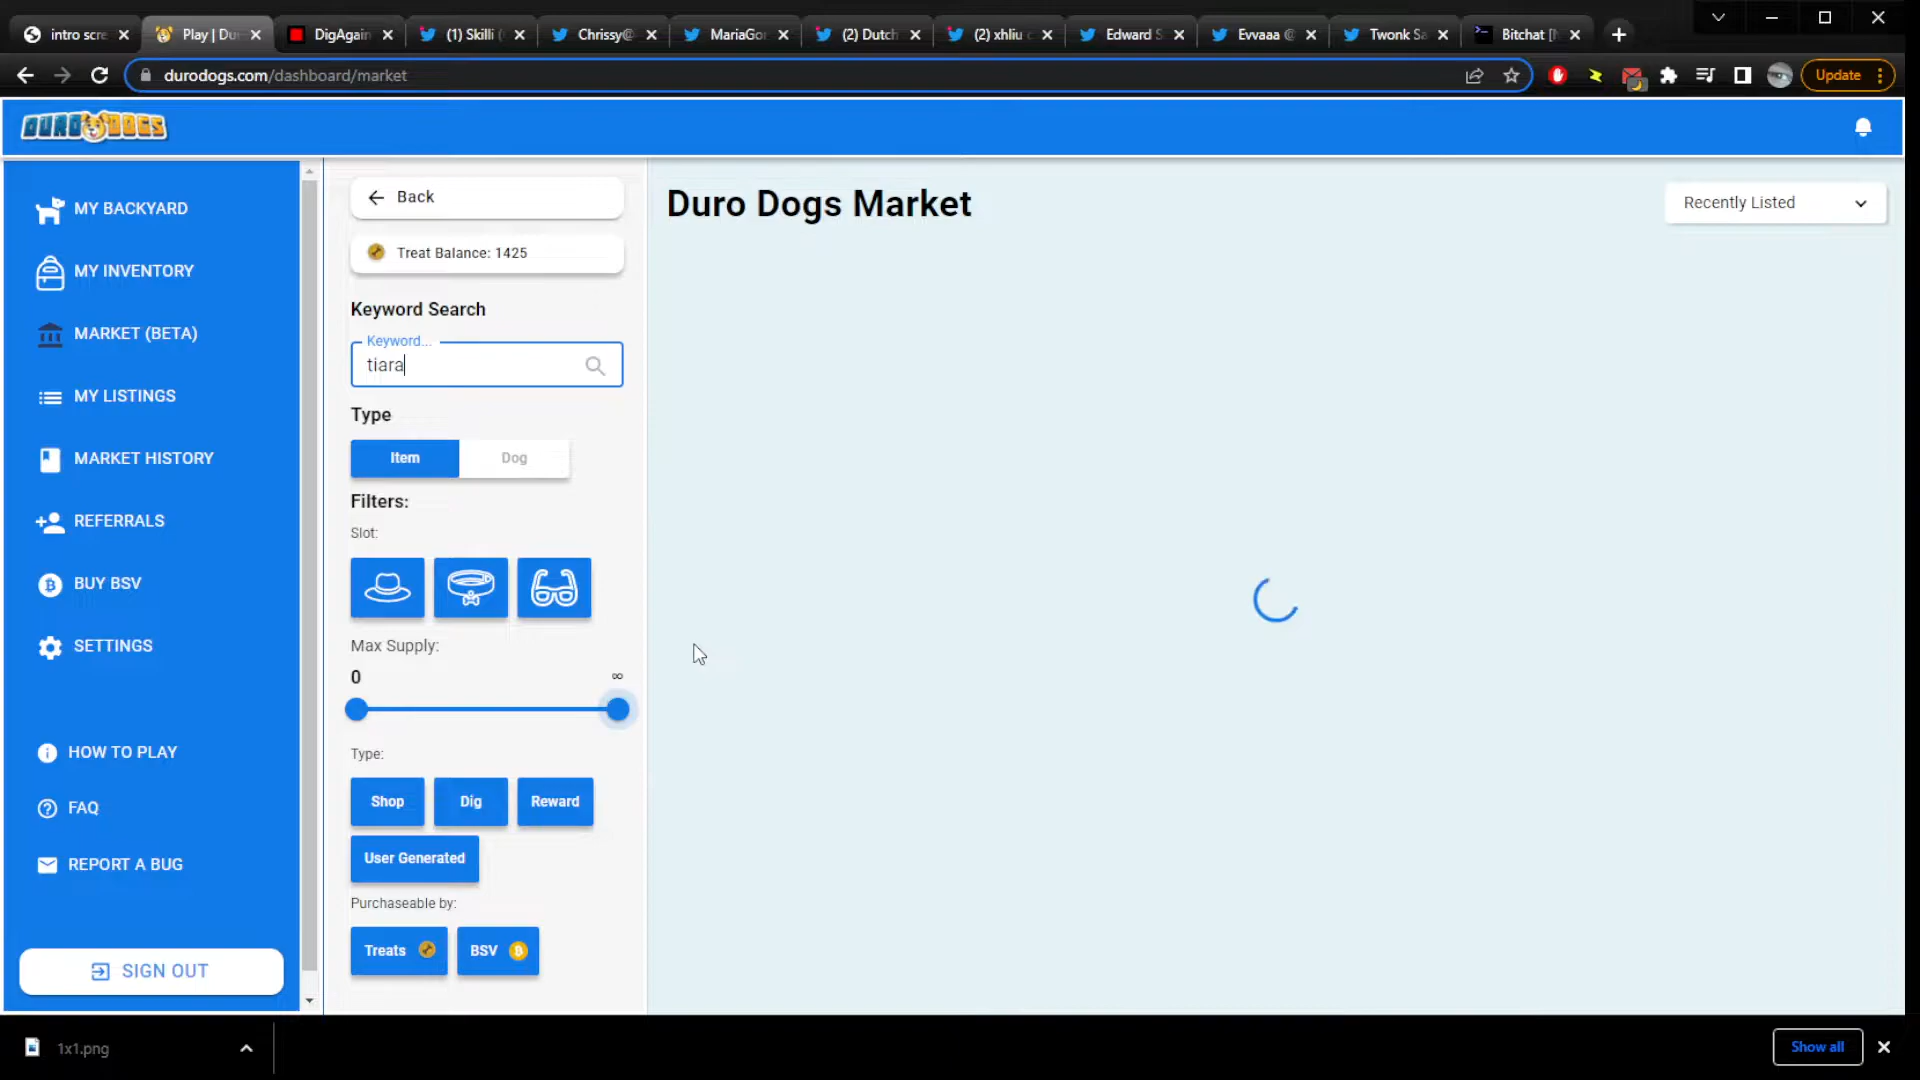 intro scre
Play | Du
DigAgain
(1) Skilli (
Chrissy@
MariaGor
(2) Dutch
(2) xhliu c
Edward S
Evvaaa @
Twonk Sa
Bitchat [N
durodogs.com/dashboard/market
Update
DURO DOGS
MY BACKYARD
MY INVENTORY
MARKET (BETA)
MY LISTINGS
MARKET HISTORY
REFERRALS
BUY BSV
SETTINGS
HOW TO PLAY
FAQ
REPORT A BUG
SIGN OUT
Back
Treat Balance: 1425
Keyword Search
Keyword...
tiara
Type
Item
Dog
Filters:
Slot:
Max Supply:
0
∞
Type:
Shop
Dig
Reward
User Generated
Purchaseable by:
Treats
BSV
Duro Dogs Market
Recently Listed
1x1.png
Show all